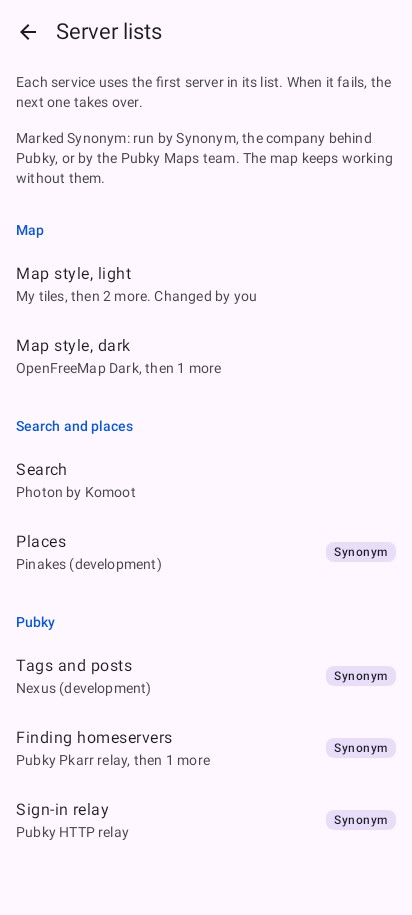 Server lists
Each service uses the first server in its list. When it fails, the
next one takes over.
Marked Synonym: run by Synonym, the company behind
Pubky, or by the Pubky Maps team. The map keeps working
without them.
Map
Map style, light
My tiles, then 2 more. Changed by you
Map style, dark
OpenFreeMap Dark, then 1 more
Search and places
Search
Photon by Komoot
Places
Pinakes (development)
Synonym
Pubky
Tags and posts
Nexus (development)
Synonym
Finding homeservers
Pubky Pkarr relay, then 1 more
Synonym
Sign-in relay
Pubky HTTP relay
Synonym